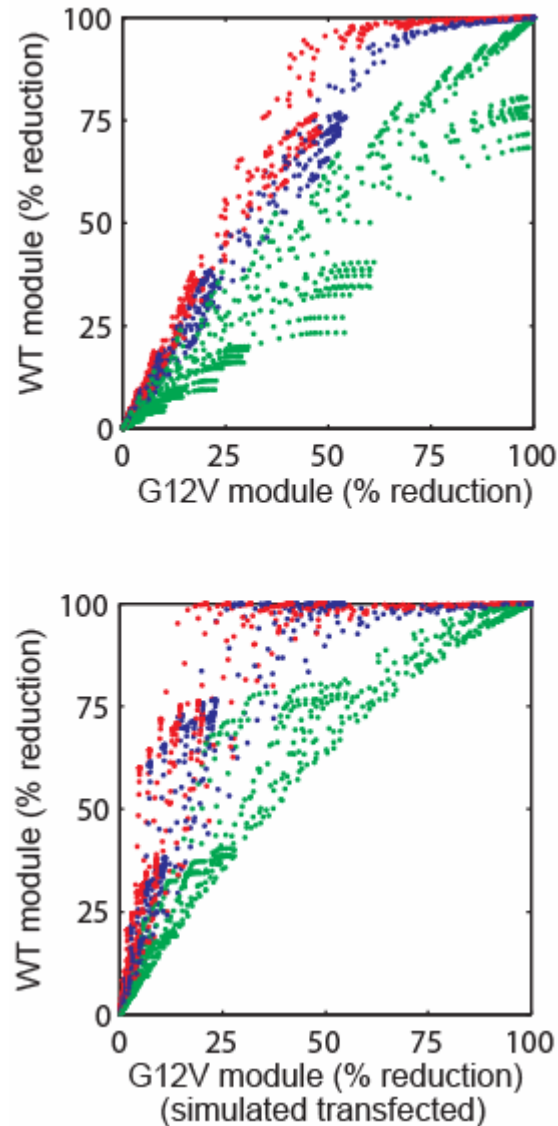 100
75
50
25
0
WT module (% reduction)
0 25 50 75 100
G12V module (% reduction)
100
75
50
25
0
WT module (% reduction)
0 25 50 75 100
G12V module (% reduction)
(simulated transfected)